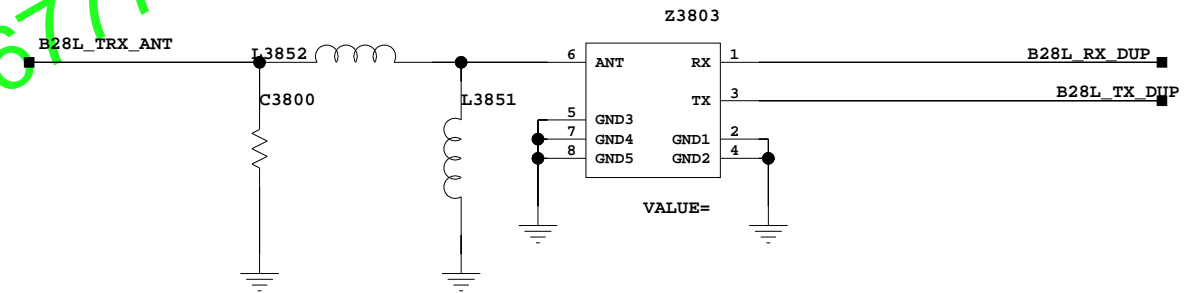 677
Z3803
B28L_TRX_ANT
L3852
6 ANT RX 1
B28L_RX_DUP
C3800
L3851
TX 3
B28L_TX_DUP
5 GND3
7 GND4 GND1 2
8 GND5 GND2 4
VALUE=